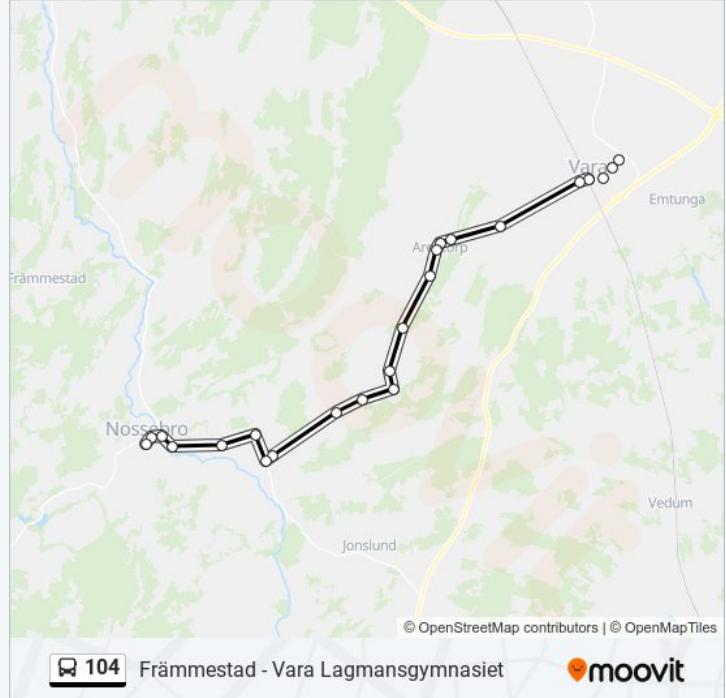 Vara
Emtunga
Främmestad
Nossebro
Vedum
Jonslund
© OpenStreetMap contributors | © OpenMapTiles
104 Främmestad - Vara Lagmansgymnasiet
moovit